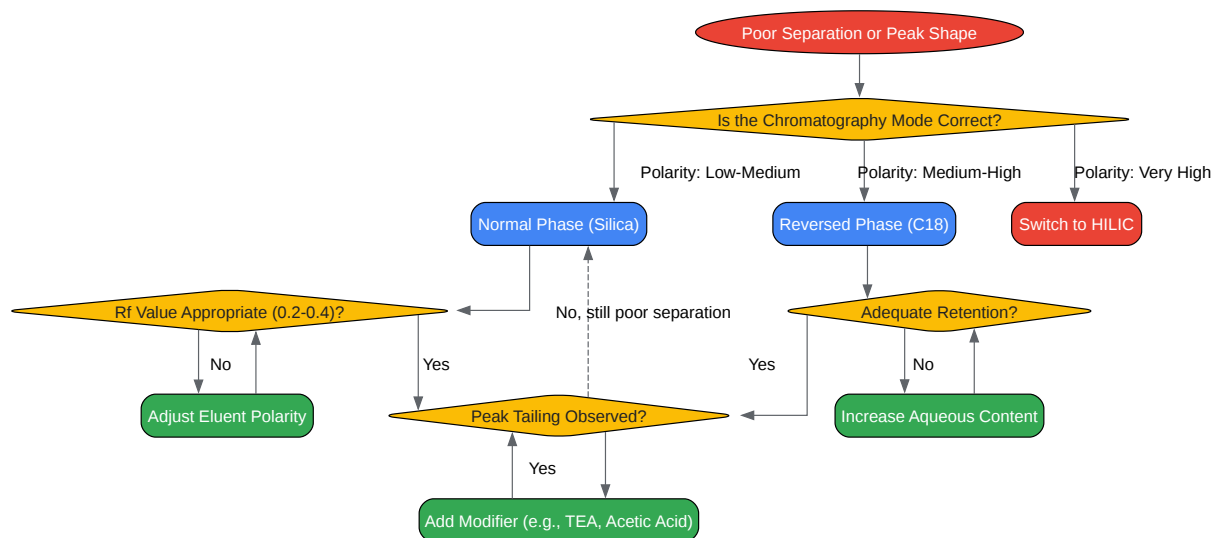 Poor Separation or Peak Shape
Is the Chromatography Mode Correct?
Polarity: Low-Medium
Polarity: Medium-High
Polarity: Very High
Normal Phase (Silica)
Reversed Phase (C18)
Switch to HILIC
Rf Value Appropriate (0.2-0.4)?
No, still poor separation
Adequate Retention?
No
Yes
Yes
No
Adjust Eluent Polarity
Peak Tailing Observed?
Increase Aqueous Content
Yes
Add Modifier (e.g., TEA, Acetic Acid)